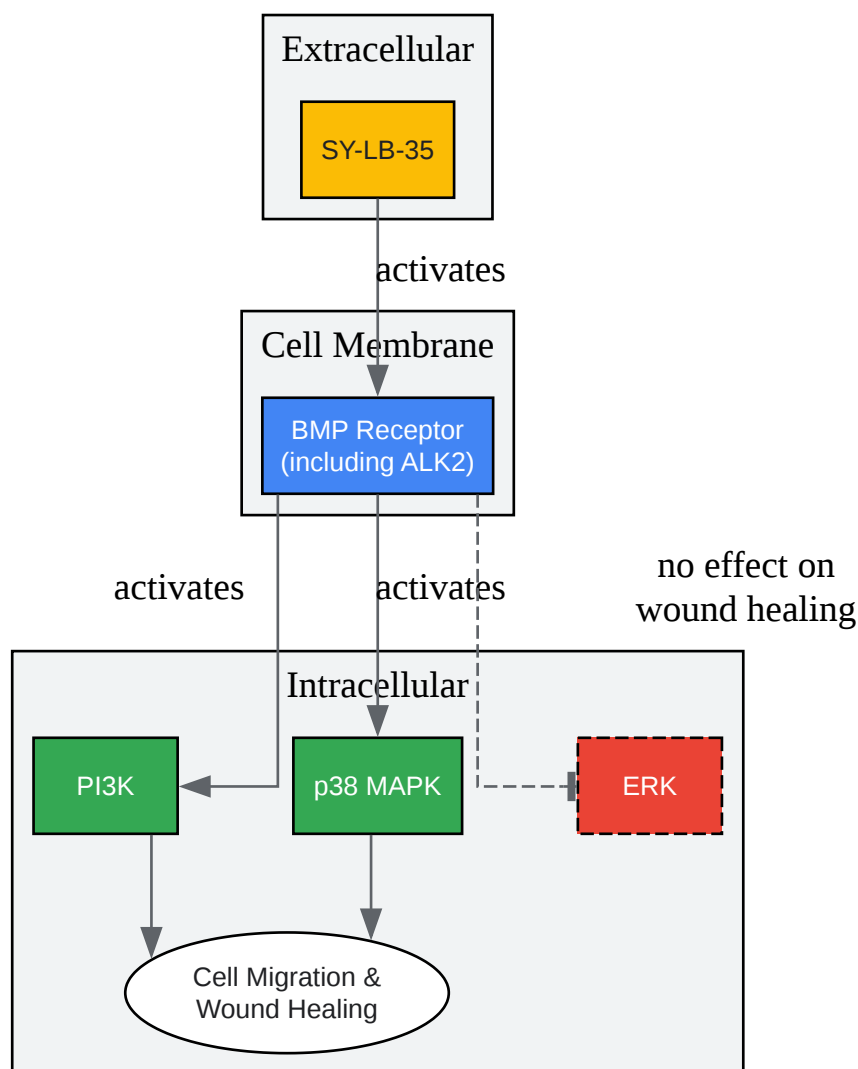 Extracellular
SY-LB-35
activates
Cell Membrane
BMP Receptor
(including ALK2)
activates
activates
no effect on
wound healing
Intracellular
PI3K
p38 MAPK
ERK
Cell Migration &
Wound Healing